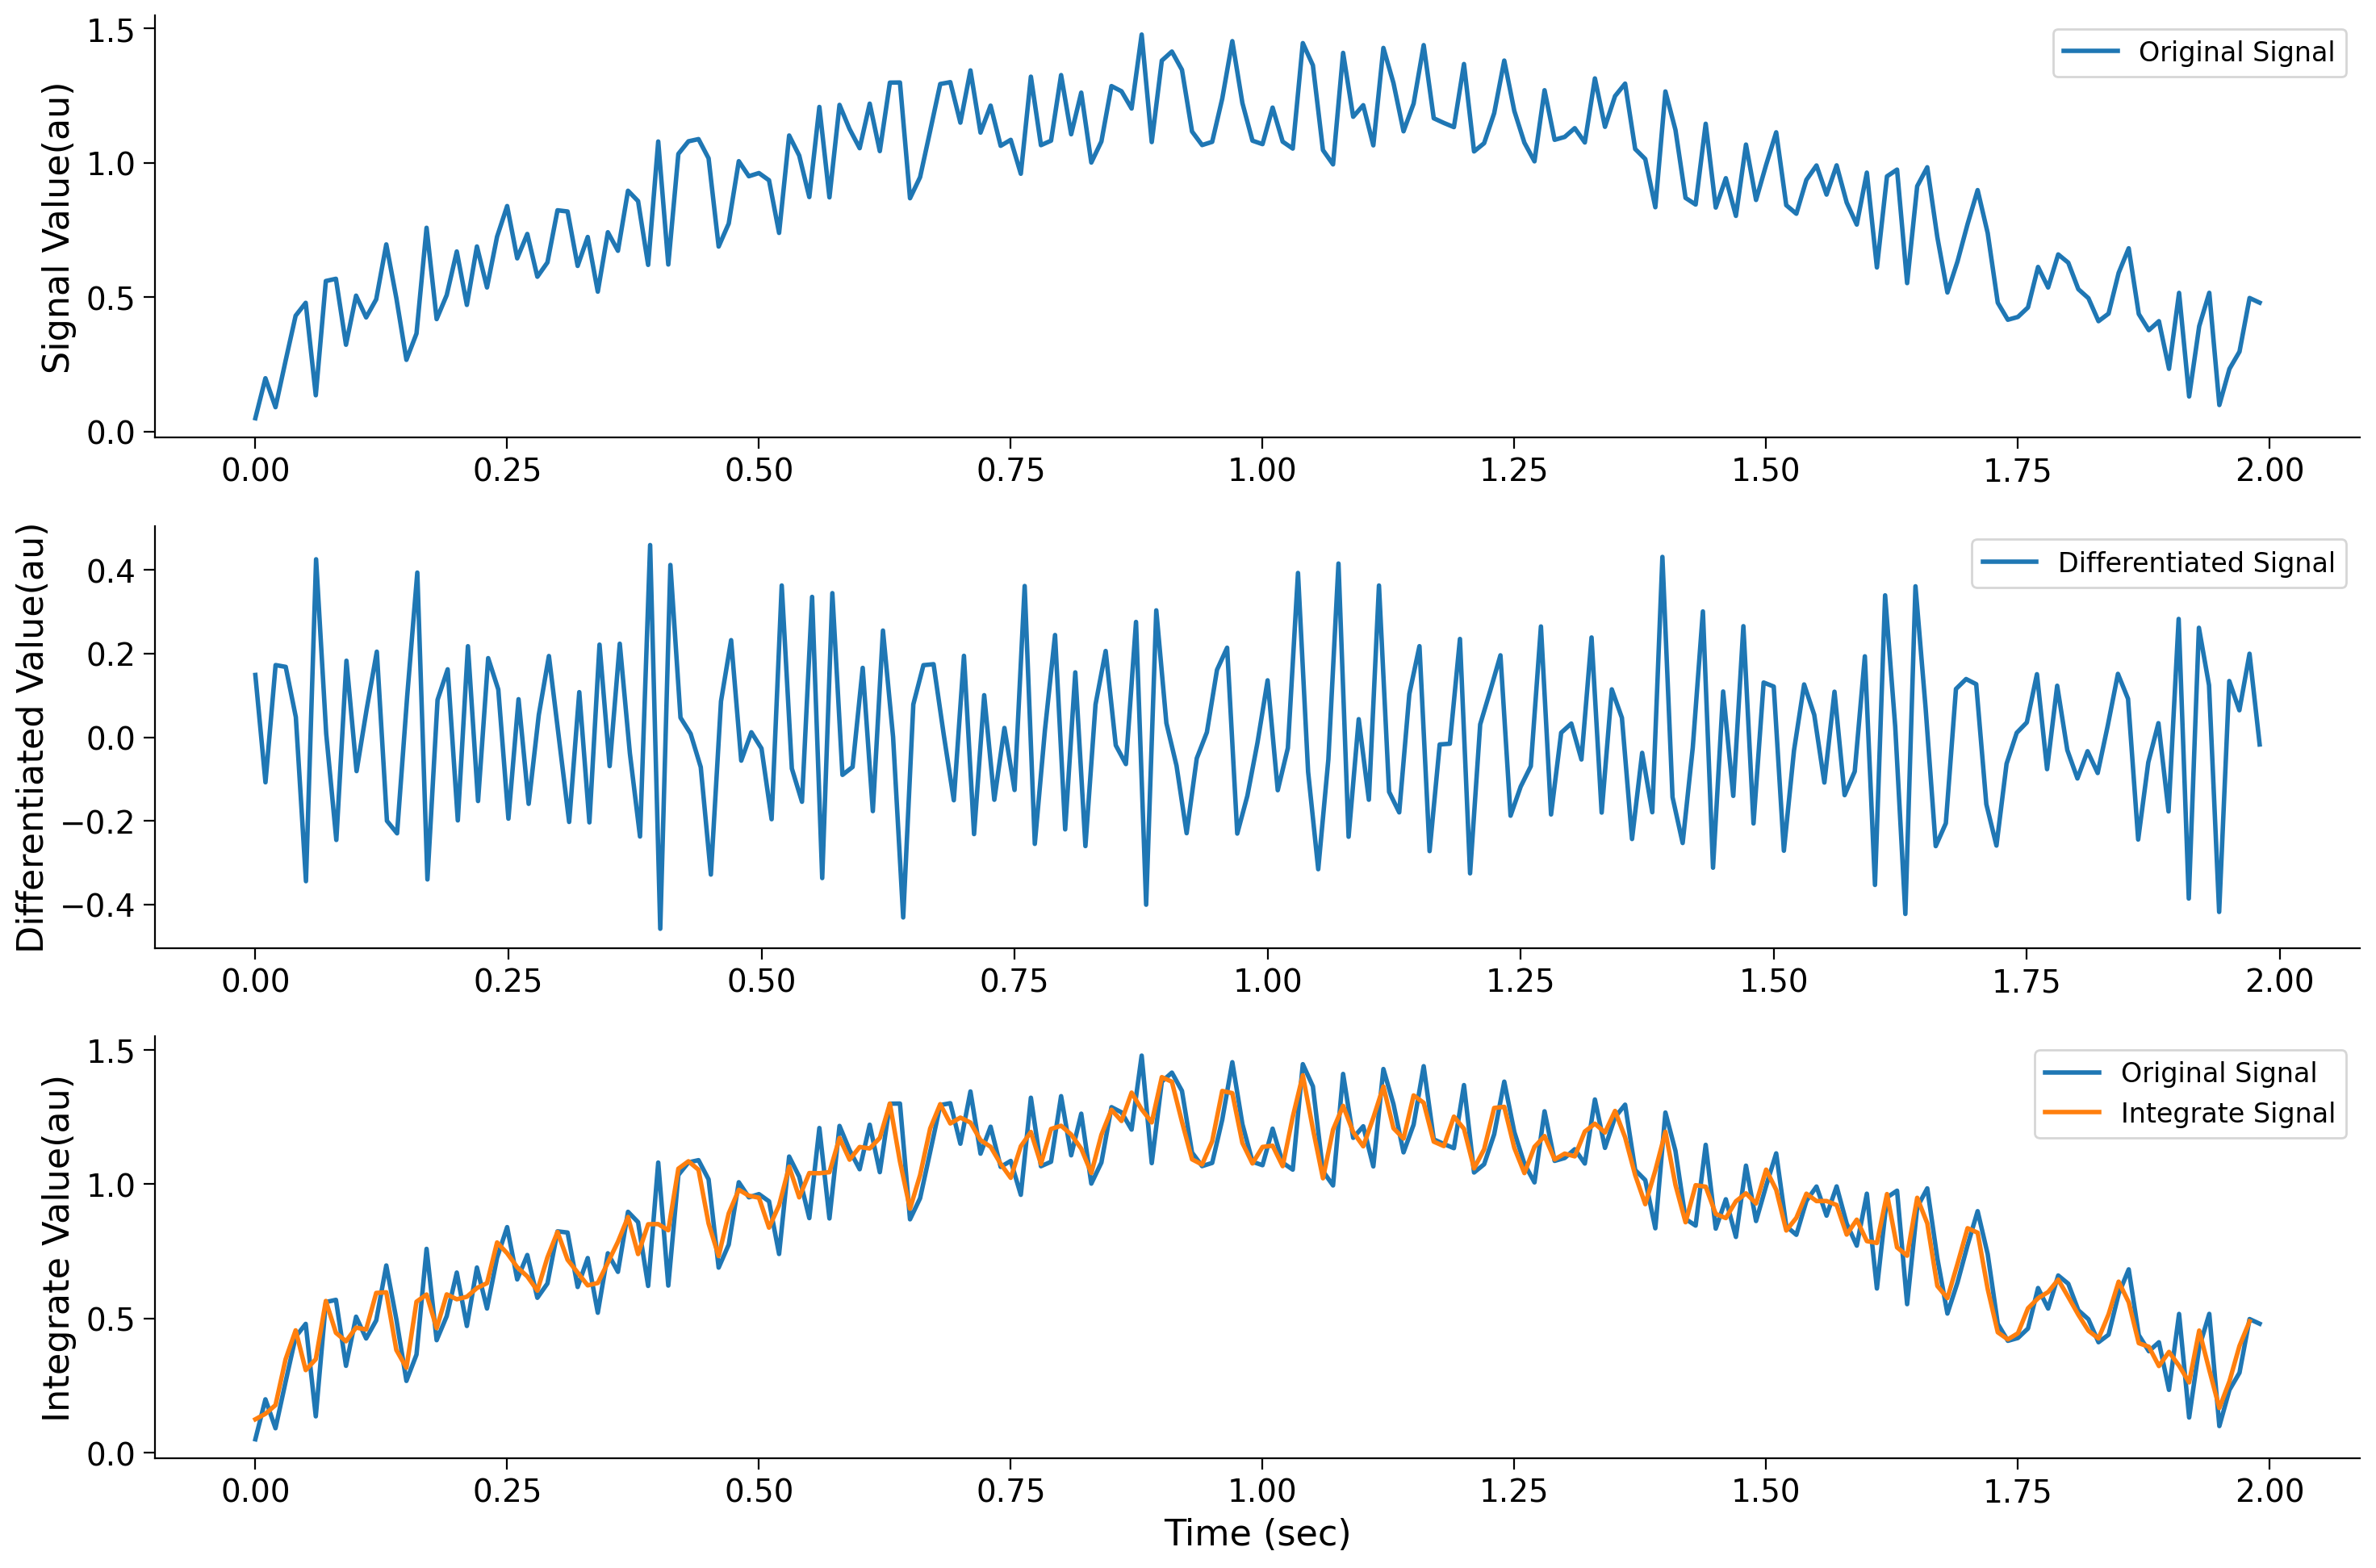 Signal Value(au)
1.5
1.0
0.5
0.0
Original Signal
0.00 0.25 0.50 0.75 1.00 1.25 1.50 1.75 2.00
Differentiated Value(au)
0.4
0.2
0.0
−0.2
−0.4
Differentiated Signal
0.00 0.25 0.50 0.75 1.00 1.25 1.50 1.75 2.00
Integrate Value(au)
1.5
1.0
0.5
0.0
Original Signal
Integrate Signal
0.00 0.25 0.50 0.75 1.00 1.25 1.50 1.75 2.00
Time (sec)